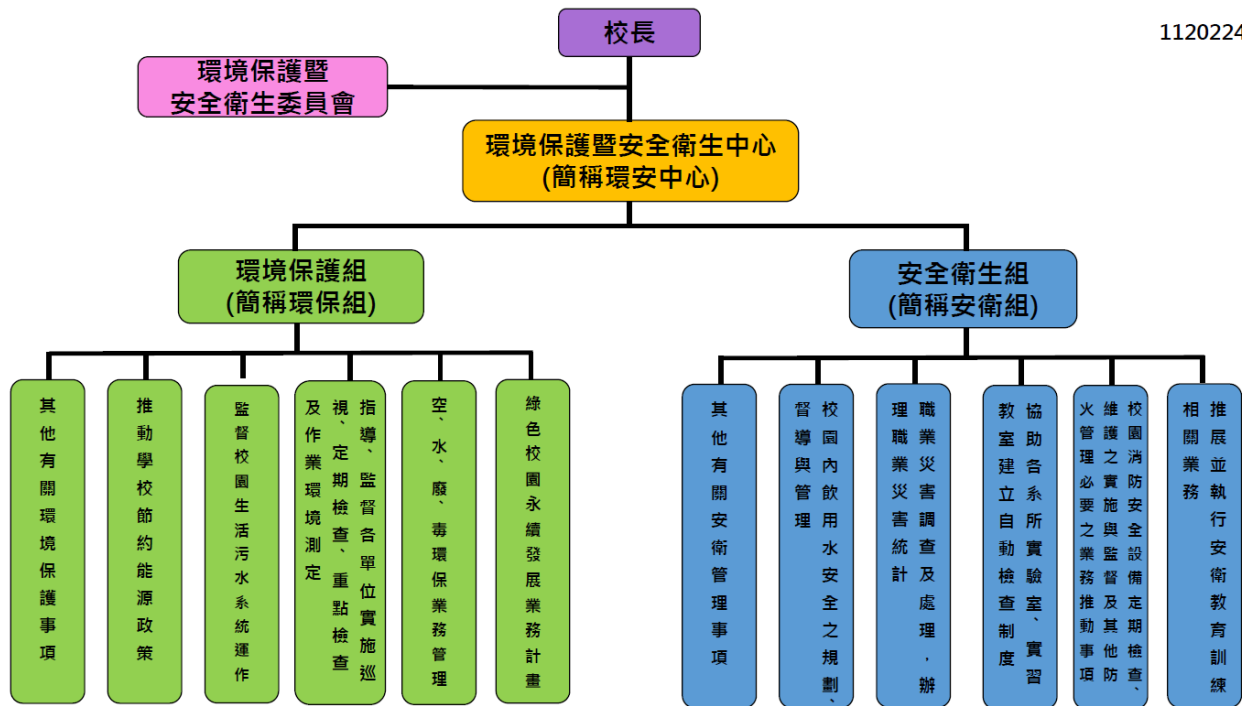 校長
1120224
環境保護暨
安全衛生委員會
環境保護暨安全衛生中心
(簡稱環安中心)
環境保護組
(簡稱環保組)
安全衛生組
(簡稱安衛組)
其他有關環境保護事項
推動學校節約能源政策
監督校園生活污水系統運作
指導、監督各單位實施巡
視、定期檢查、重點檢查
及作業環境測定
空、水、廢、毒環保業務管理
綠色校園永續發展業務計畫
其他有關安衛管理事項
校園內飲用水安全之規劃、
督導與管理
職業災害調查及處理，辦
理職業災害統計
協助各系所實驗室、實習
教室建立自動檢查制度
校園消防安全設備定期檢查、
維護之實施與監督及其他防
火管理必要之業務推動事項
推展並執行安衛教育訓練
相關業務